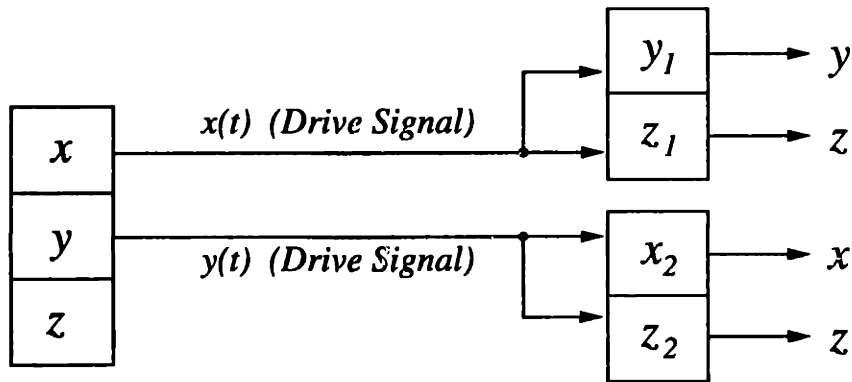 x
y
z
x(t) (Drive Signal)
y(t) (Drive Signal)
y1
z1
x2
z2
y
z
x
z